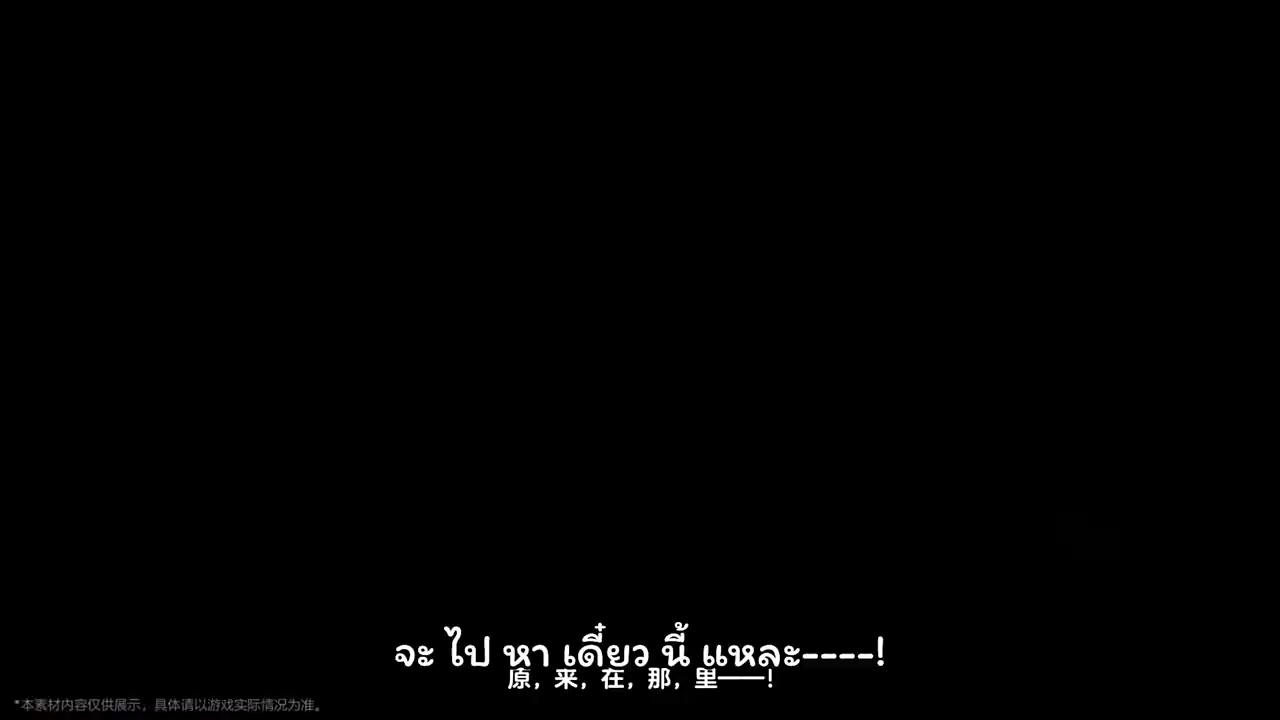 จะ ไป หา เดี๋ยว นี้ แหละ----!
原，来，在，那，里——！
*本素材内容仅供展示，具体请以游戏实际情况为准。